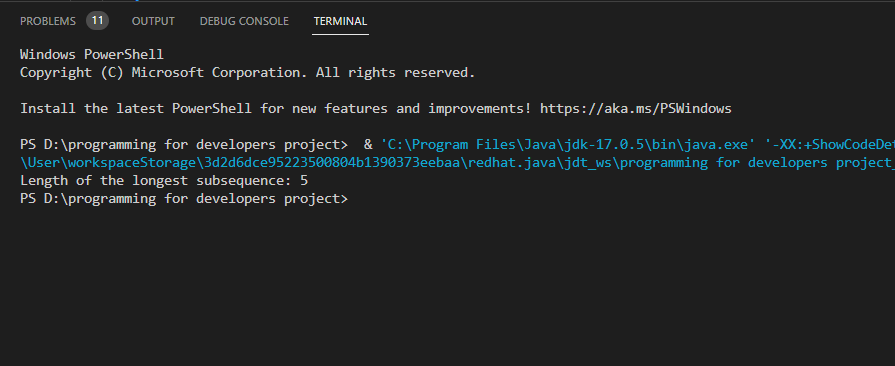 PROBLEMS 11 OUTPUT DEBUG CONSOLE TERMINAL
Windows PowerShell
Copyright (C) Microsoft Corporation. All rights reserved.
Install the latest PowerShell for new features and improvements! https://aka.ms/PSWindows
PS D:\programming for developers project>  & 'C:\Program Files\Java\jdk-17.0.5\bin\java.exe' '-XX:+ShowCodeDet
\User\workspaceStorage\3d2d6dce95223500804b1390373eebaa\redhat.java\jdt_ws\programming for developers project_
Length of the longest subsequence: 5
PS D:\programming for developers project>